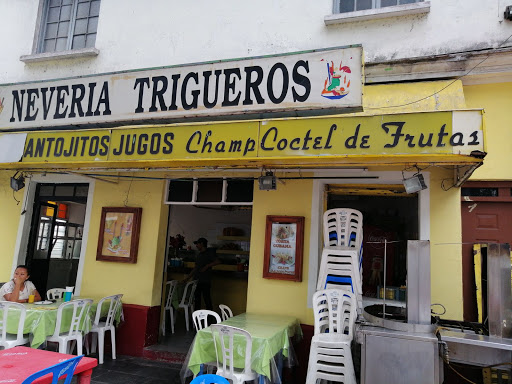 NEVERIA TRIGUEROS
ANTOJITOS JUGOS Champ Coctel de Frutas